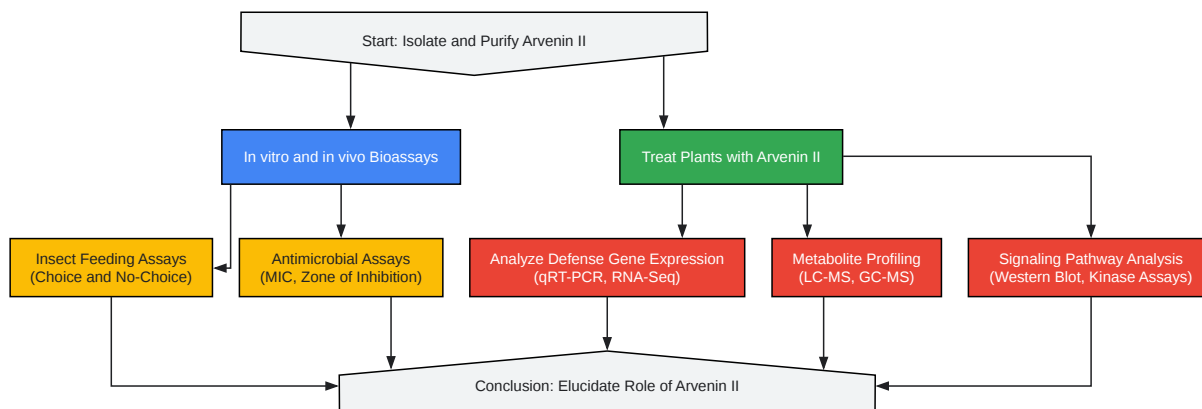 Start: Isolate and Purify Arvenin II
In vitro and in vivo Bioassays
Treat Plants with Arvenin II
Insect Feeding Assays
(Choice and No-Choice)
Antimicrobial Assays
(MIC, Zone of Inhibition)
Analyze Defense Gene Expression
(qRT-PCR, RNA-Seq)
Metabolite Profiling
(LC-MS, GC-MS)
Signaling Pathway Analysis
(Western Blot, Kinase Assays)
Conclusion: Elucidate Role of Arvenin II